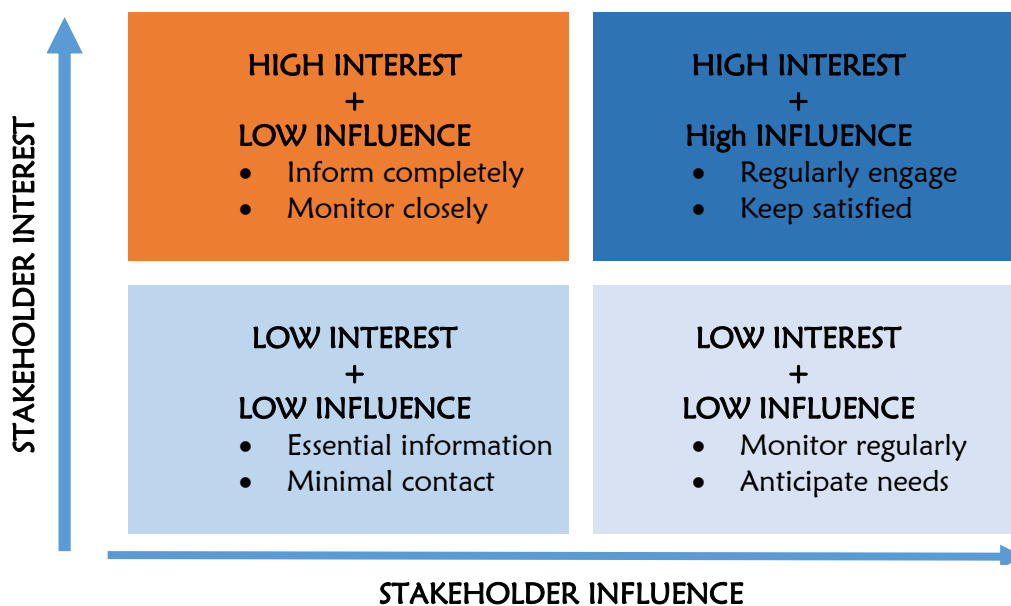 STAKEHOLDER INTEREST
HIGH INTEREST
+
LOW INFLUENCE
• Inform completely
• Monitor closely
HIGH INTEREST
+
High INFLUENCE
• Regularly engage
• Keep satisfied
LOW INTEREST
+
LOW INFLUENCE
• Essential information
• Minimal contact
LOW INTEREST
+
LOW INFLUENCE
• Monitor regularly
• Anticipate needs
STAKEHOLDER INFLUENCE